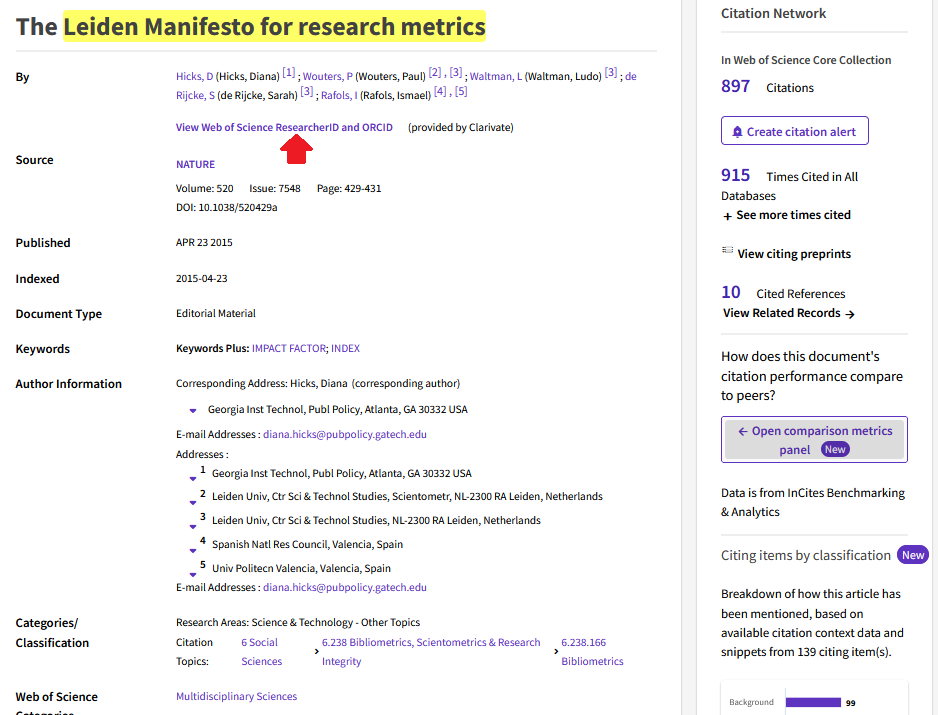 The Leiden Manifesto for research metrics
By
Hicks, D (Hicks, Diana) [1] ; Wouters, P (Wouters, Paul) [2] , [3] ; Waltman, L (Waltman, Ludo) [3] ; de
Rijcke, S (de Rijcke, Sarah) [3] ; Rafols, I (Rafols, Ismael) [4] , [5]
View Web of Science ResearcherID and ORCID (provided by Clarivate)
Source
NATURE
Volume: 520 Issue: 7548 Page: 429-431
DOI: 10.1038/520429a
Published
APR 23 2015
Indexed
2015-04-23
Document Type
Editorial Material
Keywords
Keywords Plus: IMPACT FACTOR; INDEX
Author Information
Corresponding Address: Hicks, Diana (corresponding author)
Georgia Inst Technol, Publ Policy, Atlanta, GA 30332 USA
E-mail Addresses : diana.hicks@pubpolicy.gatech.edu
Addresses :
1 Georgia Inst Technol, Publ Policy, Atlanta, GA 30332 USA
2 Leiden Univ, Ctr Sci & Technol Studies, Scientometr, NL-2300 RA Leiden, Netherlands
3 Leiden Univ, Ctr Sci & Technol Studies, NL-2300 RA Leiden, Netherlands
4 Spanish Natl Res Council, Valencia, Spain
5 Univ Politecn Valencia, Valencia, Spain
E-mail Addresses : diana.hicks@pubpolicy.gatech.edu
Categories/
Classification
Research Areas: Science & Technology - Other Topics
Citation
Topics:
6 Social
Sciences
6.238 Bibliometrics, Scientometrics & Research
Integrity
6.238.166
Bibliometrics
Web of Science
Multidisciplinary Sciences
Citation Network
In Web of Science Core Collection
897 Citations
Create citation alert
915 Times Cited in All
Databases
+ See more times cited
View citing preprints
10 Cited References
View Related Records →
How does this document's
citation performance compare
to peers?
← Open comparison metrics
panel New
Data is from InCites Benchmarking
& Analytics
Citing items by classification New
Breakdown of how this article has
been mentioned, based on
available citation context data and
snippets from 139 citing item(s).
Background 99